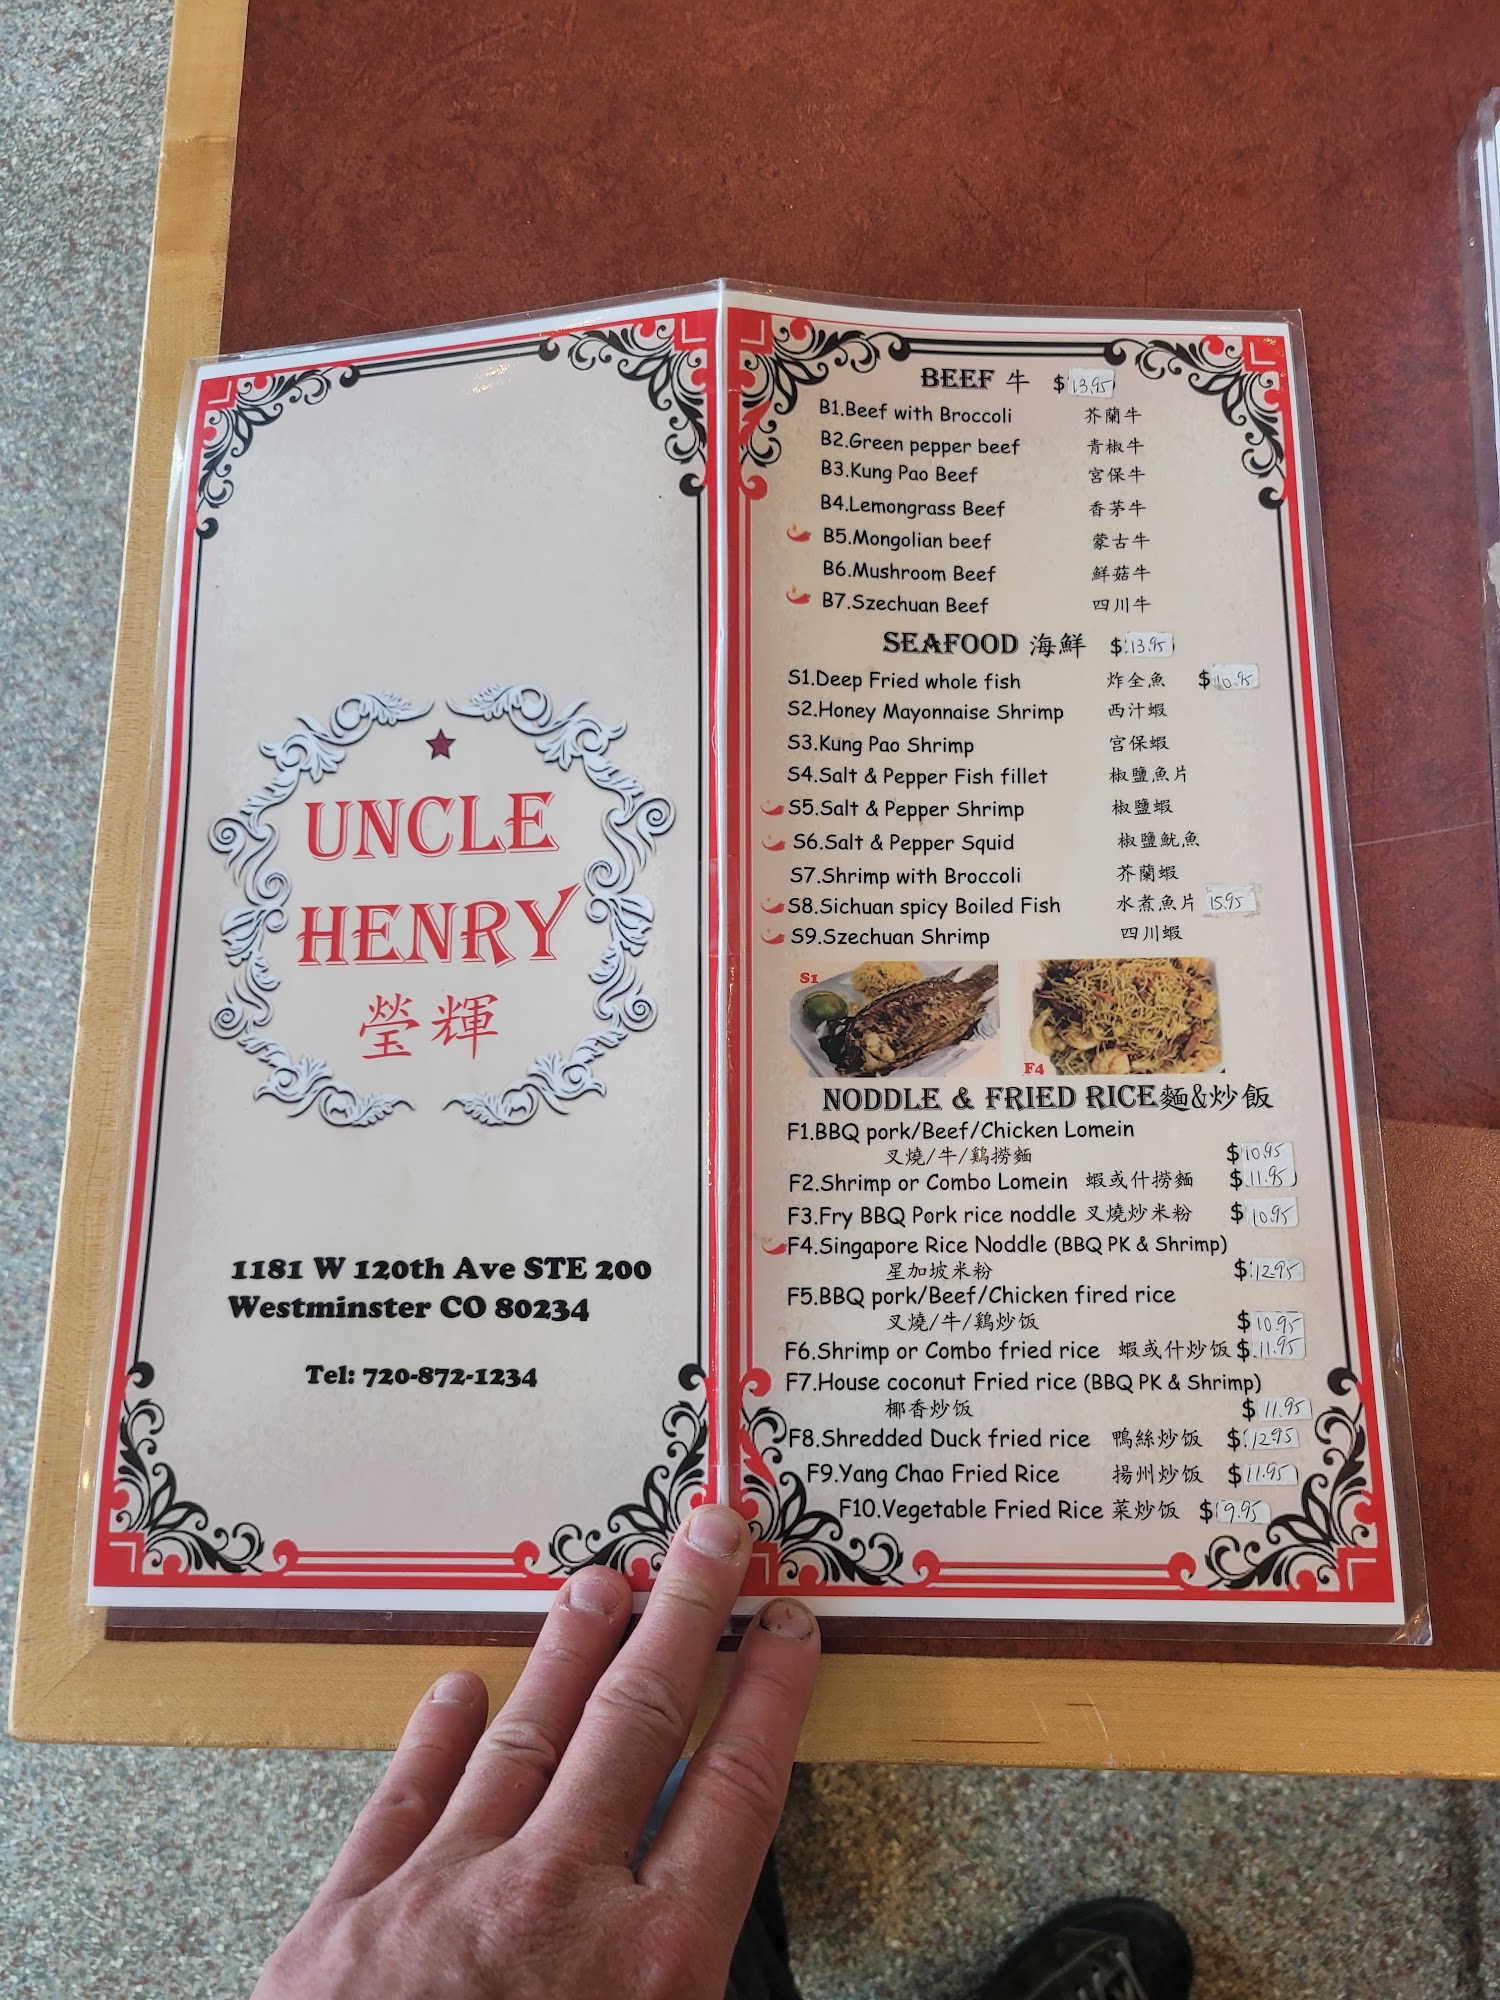 UNCLE
HENRY
瑩輝
1181 W 120th Ave STE 200
Westminster CO 80234
Tel: 720-872-1234
BEEF 牛 $13.95
B1.Beef with Broccoli 芥蘭牛
B2.Green pepper beef 青椒牛
B3.Kung Pao Beef 宮保牛
B4.Lemongrass Beef 香茅牛
B5.Mongolian beef 蒙古牛
B6.Mushroom Beef 鮮菇牛
B7.Szechuan Beef 四川牛
SEAFOOD 海鮮 $13.95
S1.Deep Fried whole fish 炸全魚 $10.95
S2.Honey Mayonnaise Shrimp 西汁蝦
S3.Kung Pao Shrimp 宮保蝦
S4.Salt & Pepper Fish fillet 椒鹽魚片
S5.Salt & Pepper Shrimp 椒鹽蝦
S6.Salt & Pepper Squid 椒鹽魷魚
S7.Shrimp with Broccoli 芥蘭蝦
S8.Sichuan spicy Boiled Fish 水煮魚片 15.95
S9.Szechuan Shrimp 四川蝦
S1
F4
NODDLE & FRIED RICE麵&炒飯
F1.BBQ pork/Beef/Chicken Lomein
叉燒/牛/鷄撈麵 $10.95
F2.Shrimp or Combo Lomein 蝦或什撈麵 $11.95
F3.Fry BBQ Pork rice noddle 叉燒炒米粉 $10.95
F4.Singapore Rice Noddle (BBQ PK & Shrimp)
星加坡米粉 $12.95
F5.BBQ pork/Beef/Chicken fired rice
叉燒/牛/鷄炒饭 $10.95
F6.Shrimp or Combo fried rice 蝦或什炒饭 $11.95
F7.House coconut Fried rice (BBQ PK & Shrimp)
椰香炒饭 $11.95
F8.Shredded Duck fried rice 鴨絲炒饭 $12.95
F9.Yang Chao Fried Rice 揚州炒饭 $11.95
F10.Vegetable Fried Rice 菜炒饭 $9.95